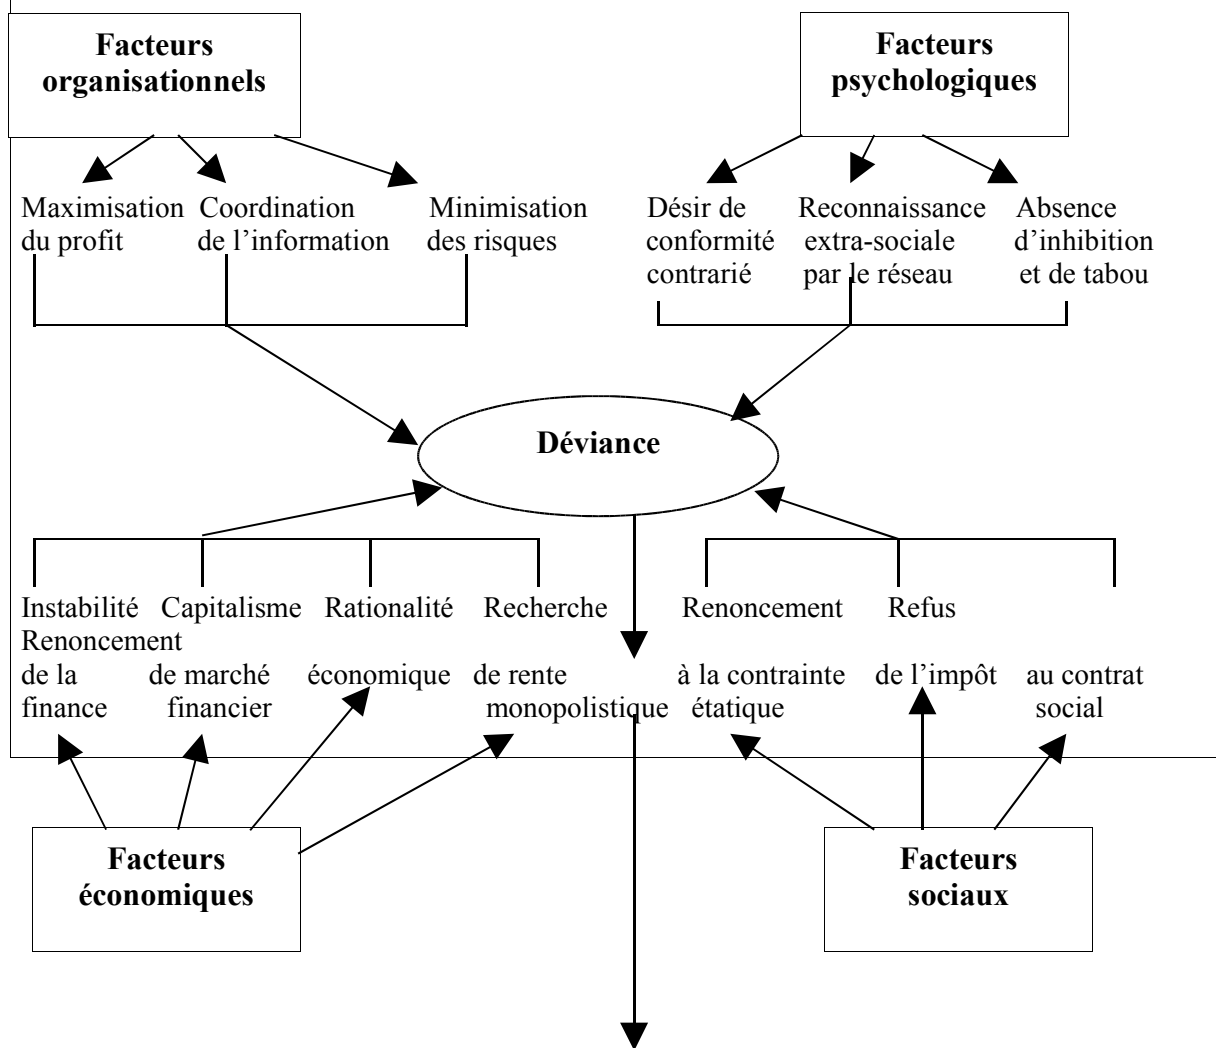 Facteurs
organisationnels
Facteurs
psychologiques
Maximisation Coordination Minimisation Désir de Reconnaissance Absence
du profit de l’information des risques conformité extra-sociale d’inhibition
contrarié par le réseau et de tabou
Déviance
Instabilité Capitalisme Rationalité Recherche Renoncement Refus
Renoncement
de la de marché économique de rente à la contrainte de l’impôt au contrat
finance financier monopolistique étatique social
Facteurs
économiques
Facteurs
sociaux